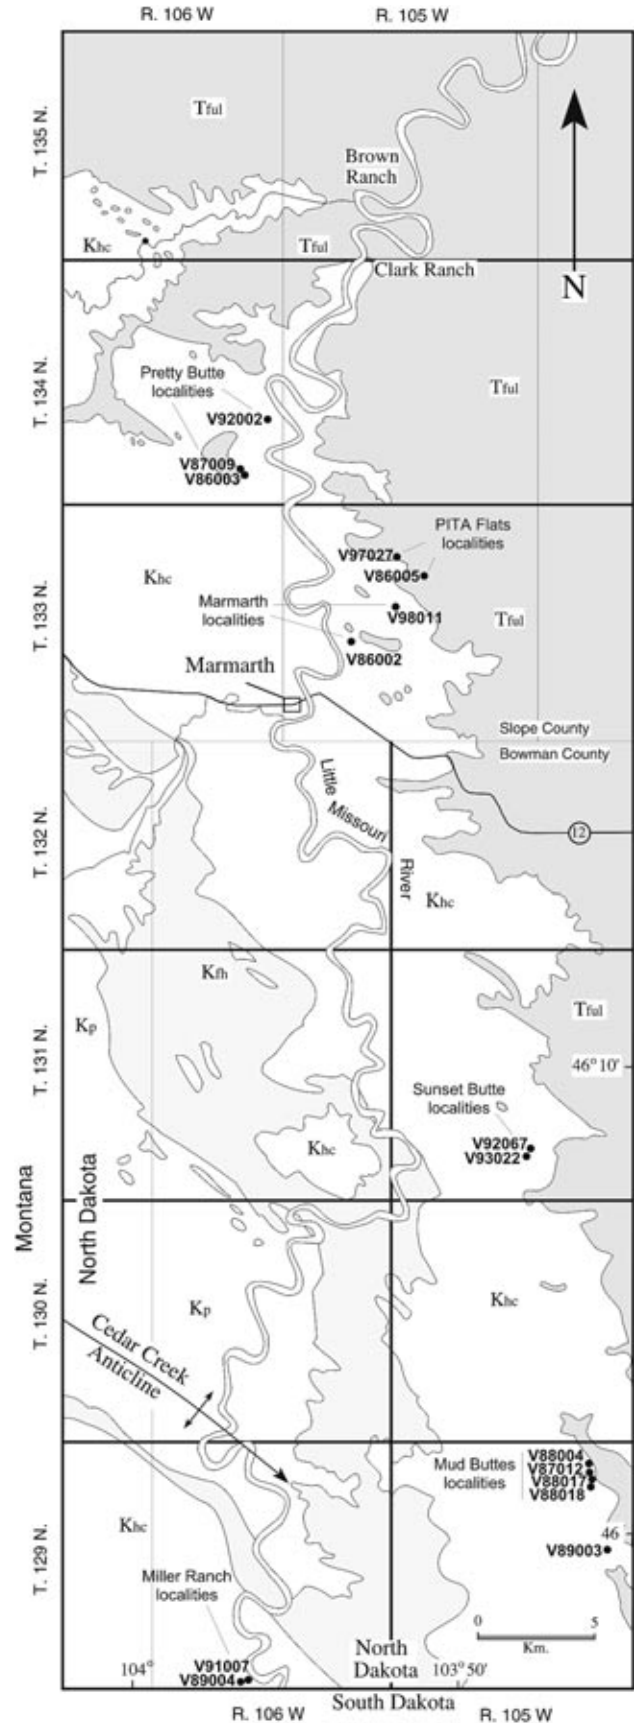 R. 106 W
R. 105 W
T. 135 N.
Tful
Brown
Ranch
Khc
Tful
Clark Ranch
N
T. 134 N.
Pretty Butte
localities
Tful
V92002
V87009
V86003
PITA Flats
localities
V97027
V86005
Khc
T. 133 N.
Marmarth
localities
V98011
Tful
V86002
Marmarth
Slope County
Bowman County
Little
Missouri
River
12
T. 132 N.
Khc
Kfh
Tful
Kp
T. 131 N.
46° 10'
Sunset Butte
localities
V92067
V93022
Khc
Montana
North Dakota
T. 130 N.
Khc
Kp
Cedar Creek
Anticline
Mud Buttes
localities
V88004
V87012
V88017
V88018
Khc
46
T. 129 N.
V89003
Miller Ranch
localities
0
5
Km.
V91007
V89004
104°
North
Dakota
103° 50'
South Dakota
R. 106 W
R. 105 W